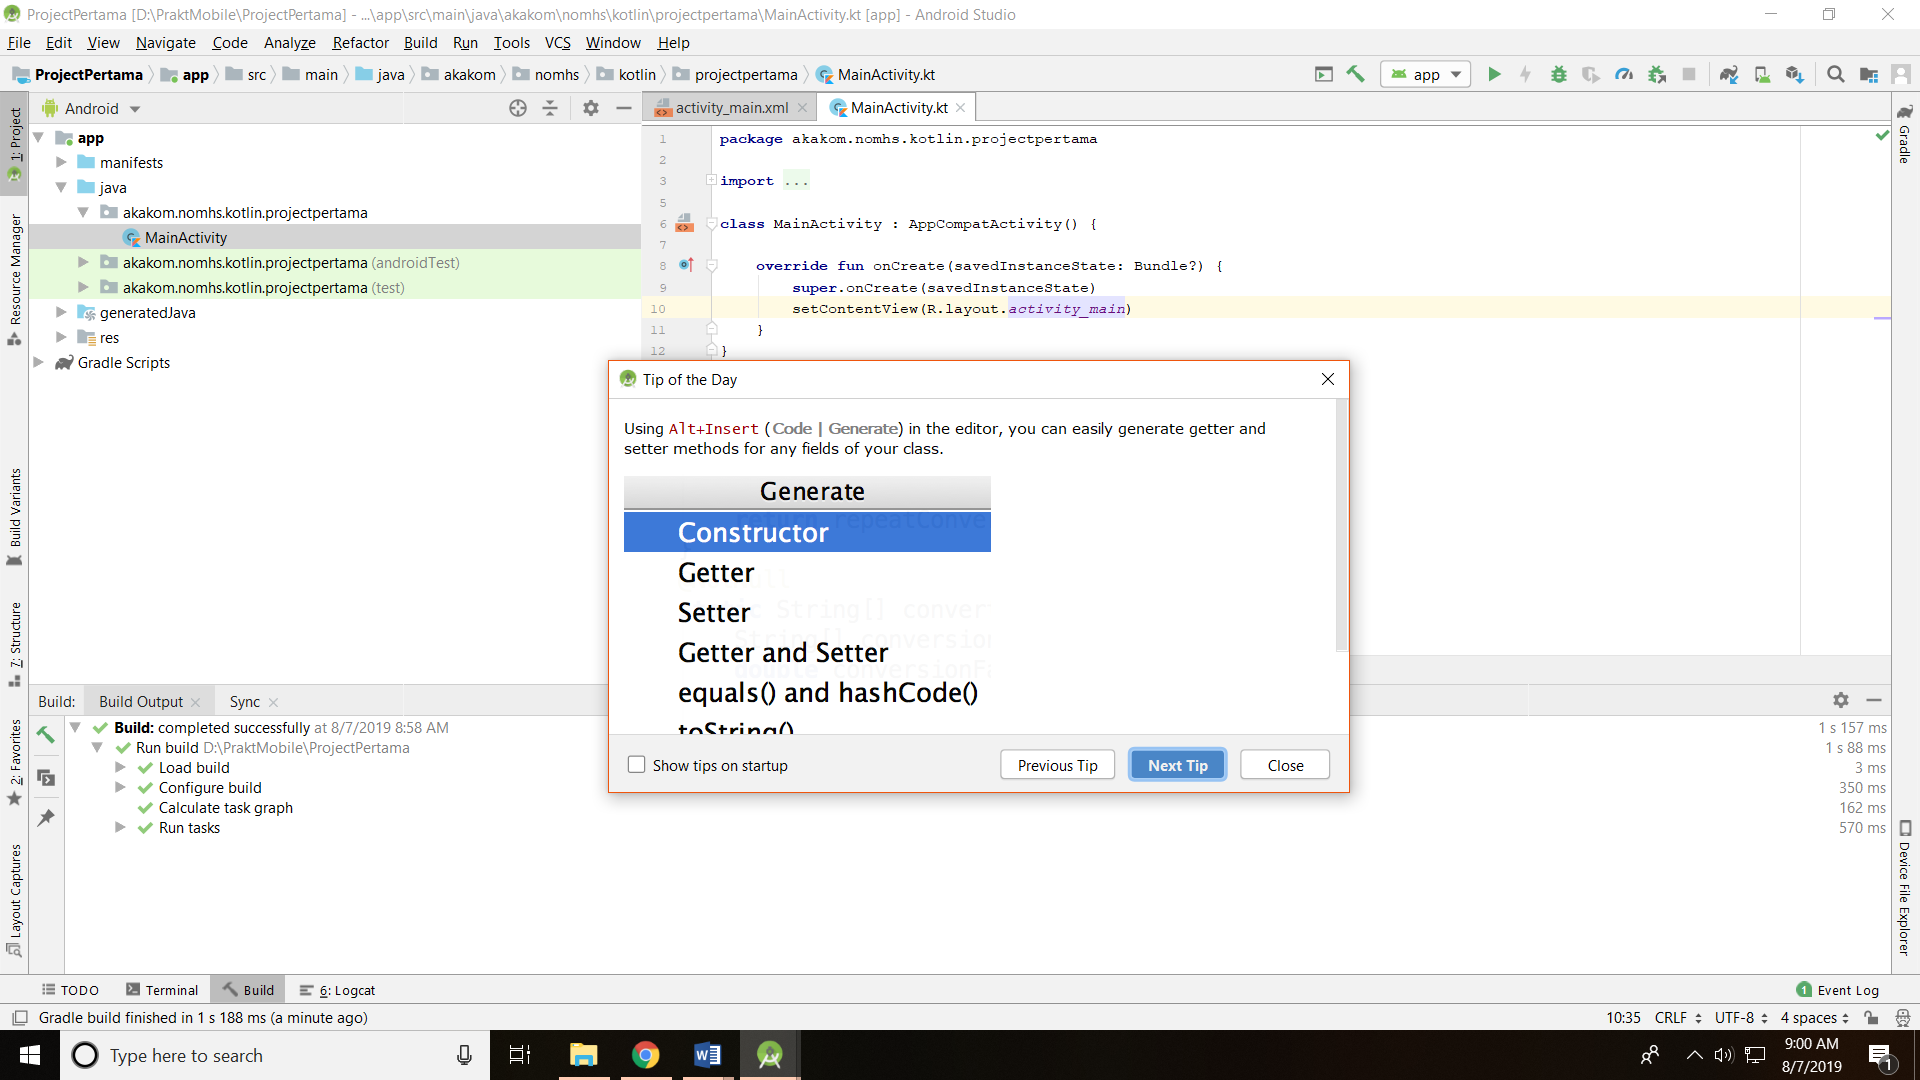 ProjectPertama [D:\PraktMobile\ProjectPertama] - ...\app\src\main\java\akakom\nomhs\kotlin\projectpertama\MainActivity.kt [app] - Android Studio
File Edit View Navigate Code Analyze Refactor Build Run Tools VCS Window Help
ProjectPertama app src main java akakom nomhs kotlin projectpertama MainActivity.kt
app
1: Project
Resource Manager
Build Variants
7: Structure
2: Favorites
Layout Captures
Android
app
manifests
java
akakom.nomhs.kotlin.projectpertama
MainActivity
akakom.nomhs.kotlin.projectpertama (androidTest)
akakom.nomhs.kotlin.projectpertama (test)
generatedJava
res
Gradle Scripts
activity_main.xml MainActivity.kt
1 package akakom.nomhs.kotlin.projectpertama
2
3 import ...
5
6 class MainActivity : AppCompatActivity() {
7
8 override fun onCreate(savedInstanceState: Bundle?) {
9 super.onCreate(savedInstanceState)
10 setContentView(R.layout.activity_main)
11 }
12 }
Gradle
Device File Explorer
Tip of the Day
Using Alt+Insert (Code | Generate) in the editor, you can easily generate getter and
setter methods for any fields of your class.
Generate
Constructor
Getter
Setter
Getter and Setter
equals() and hashCode()
toString()
Show tips on startup
Previous Tip Next Tip Close
Build: Build Output Sync
Build: completed successfully at 8/7/2019 8:58 AM 1 s 157 ms
Run build D:\PraktMobile\ProjectPertama 1 s 88 ms
Load build 3 ms
Configure build 350 ms
Calculate task graph 162 ms
Run tasks 570 ms
TODO Terminal Build 6: Logcat 1 Event Log
Gradle build finished in 1 s 188 ms (a minute ago) 10:35 CRLF UTF-8 4 spaces
Type here to search
9:00 AM
8/7/2019
1